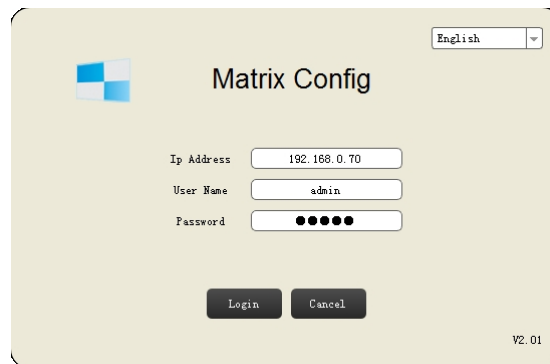 English
Matrix Config
Ip Address 192.168.0.70
User Name admin
Password ●●●●●
Login Cancel
V2.01